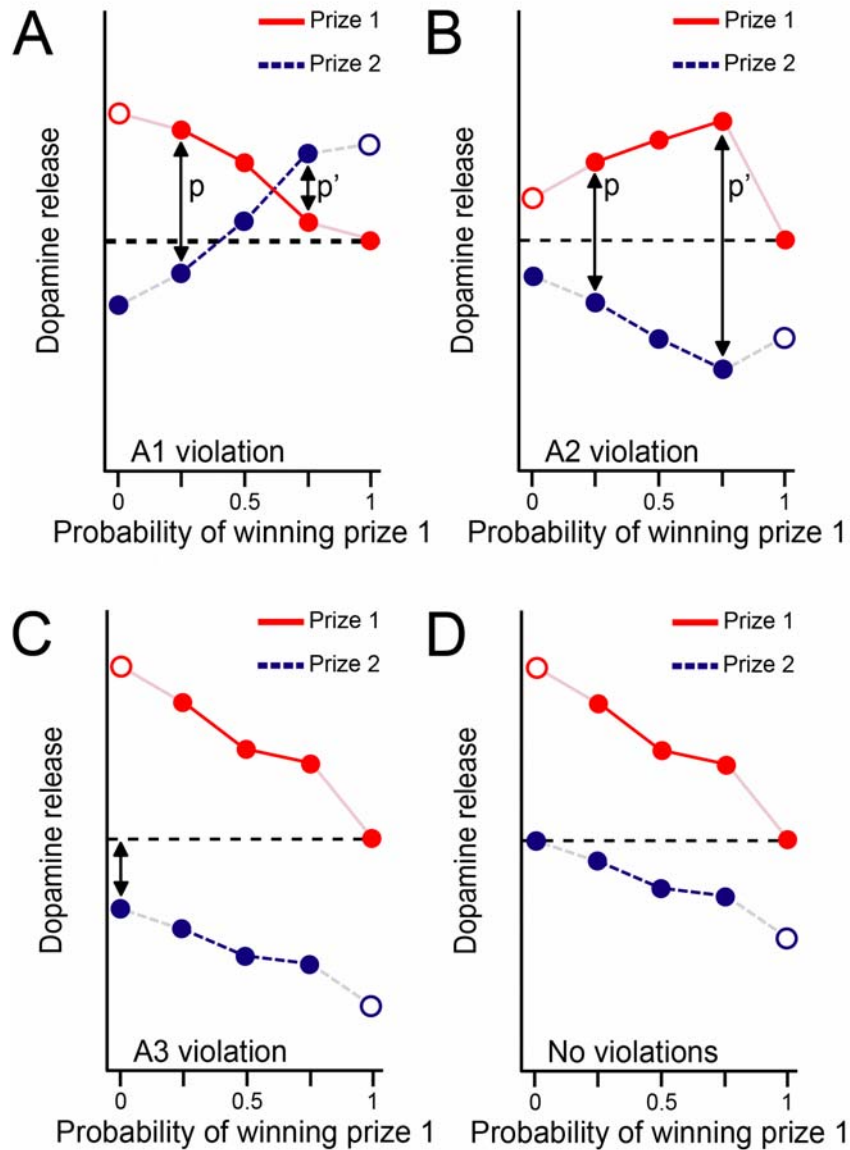 A
Prize 1
Prize 2
Dopamine release
p
p’
A1 violation
0
0.5
1
Probability of winning prize 1
B
Prize 1
Prize 2
Dopamine release
p
p’
A2 violation
0
0.5
1
Probability of winning prize 1
C
Prize 1
Prize 2
Dopamine release
A3 violation
0
0.5
1
Probability of winning prize 1
D
Prize 1
Prize 2
Dopamine release
No violations
0
0.5
1
Probability of winning prize 1